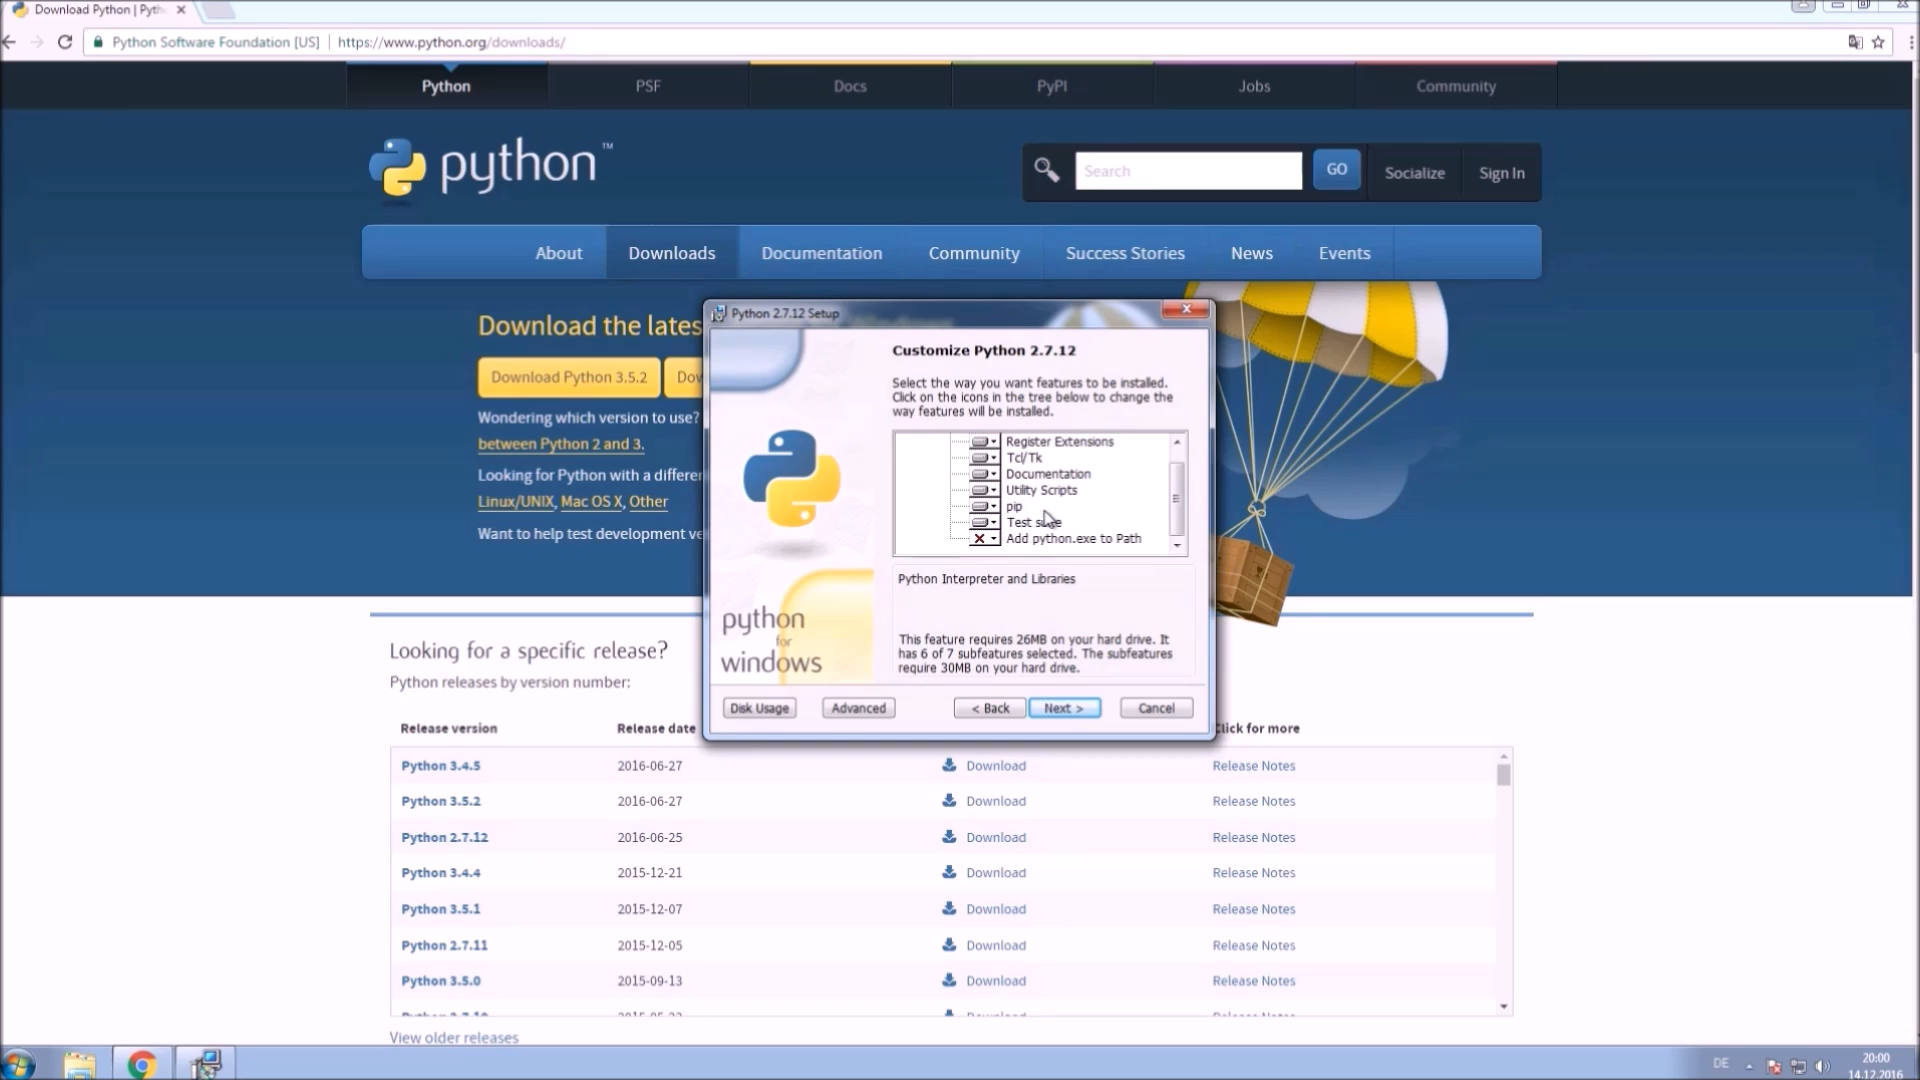 Download Python | Pyth
Python Software Foundation [US] https://www.python.org/downloads/
Python PSF Docs PyPI Jobs Community
python™
Search GO Socialize Sign In
About Downloads Documentation Community Success Stories News Events
Download the lates
Download Python 3.5.2 Dow
Wondering which version to use?
between Python 2 and 3.
Looking for Python with a differen
Linux/UNIX, Mac OS X, Other
Want to help test development ve
Python 2.7.12 Setup
Customize Python 2.7.12
Select the way you want features to be installed.
Click on the icons in the tree below to change the
way features will be installed.
Register Extensions
Tcl/Tk
Documentation
Utility Scripts
pip
Test
Add python.exe to Path
Python Interpreter and Libraries
This feature requires 26MB on your hard drive. It
has 6 of 7 subfeatures selected. The subfeatures
require 30MB on your hard drive.
python
for
windows
Disk Usage Advanced < Back Next > Cancel
Looking for a specific release?
Python releases by version number:
Release version Release date Click for more
Python 3.4.5 2016-06-27 Download Release Notes
Python 3.5.2 2016-06-27 Download Release Notes
Python 2.7.12 2016-06-25 Download Release Notes
Python 3.4.4 2015-12-21 Download Release Notes
Python 3.5.1 2015-12-07 Download Release Notes
Python 2.7.11 2015-12-05 Download Release Notes
Python 3.5.0 2015-09-13 Download Release Notes
View older releases
DE
20:00
14.12.2016